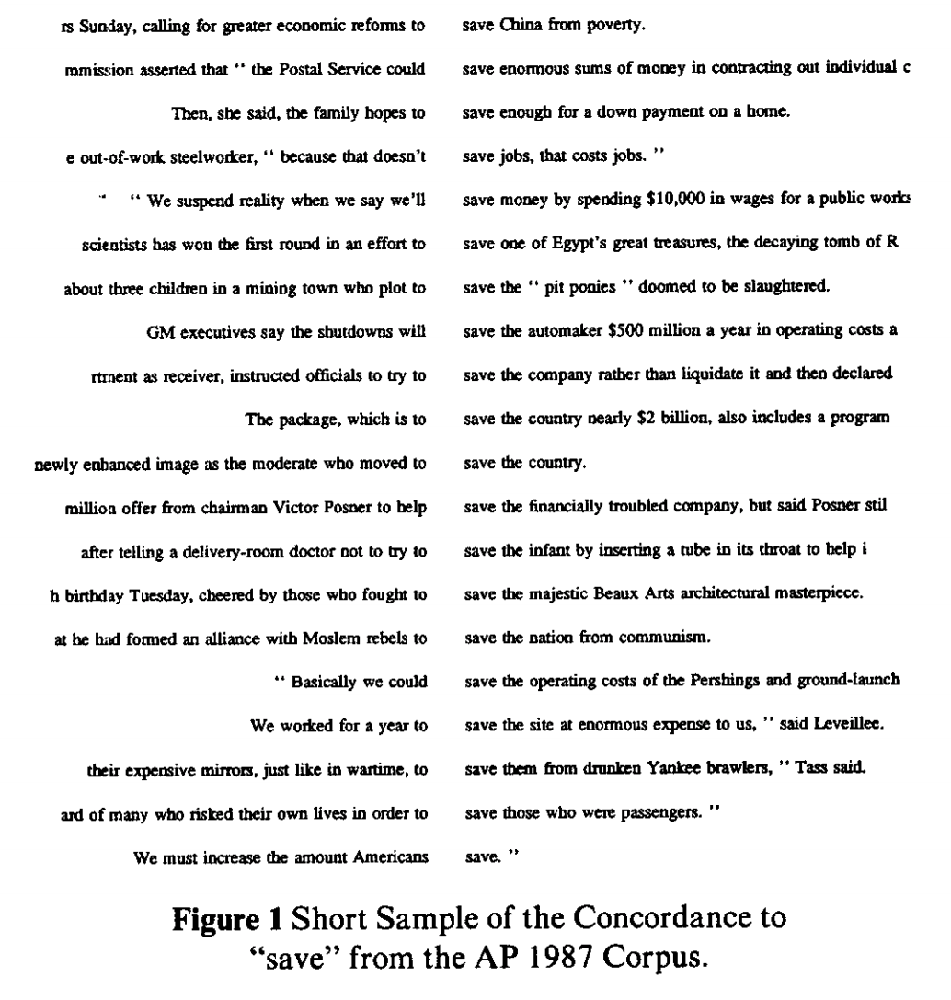 rs Sunday, calling for greater economic reforms to save China from poverty.
mmission asserted that “ the Postal Service could save enormous sums of money in contracting out individual c
Then, she said, the family hopes to save enough for a down payment on a home.
e out-of-work steelworker, “ because that doesn't save jobs, that costs jobs. ”
“ We suspend reality when we say we'll save money by spending $10,000 in wages for a public works
scientists has won the first round in an effort to save one of Egypt's great treasures, the decaying tomb of R
about three children in a mining town who plot to save the “ pit ponies ” doomed to be slaughtered.
GM executives say the shutdowns will save the automaker $500 million a year in operating costs a
rtment as receiver, instructed officials to try to save the company rather than liquidate it and then declared
The package, which is to save the country nearly $2 billion, also includes a program
newly enhanced image as the moderate who moved to save the country.
million offer from chairman Victor Posner to help save the financially troubled company, but said Posner stil
after telling a delivery-room doctor not to try to save the infant by inserting a tube in its throat to help i
h birthday Tuesday, cheered by those who fought to save the majestic Beaux Arts architectural masterpiece.
at he had formed an alliance with Moslem rebels to save the nation from communism.
“ Basically we could save the operating costs of the Pershings and ground-launch
We worked for a year to save the site at enormous expense to us, ” said Leveillee.
their expensive mirrors, just like in wartime, to save them from drunken Yankee brawlers, ” Tass said.
ard of many who risked their own lives in order to save those who were passengers. ”
We must increase the amount Americans save. ”
Figure 1 Short Sample of the Concordance to
“save” from the AP 1987 Corpus.